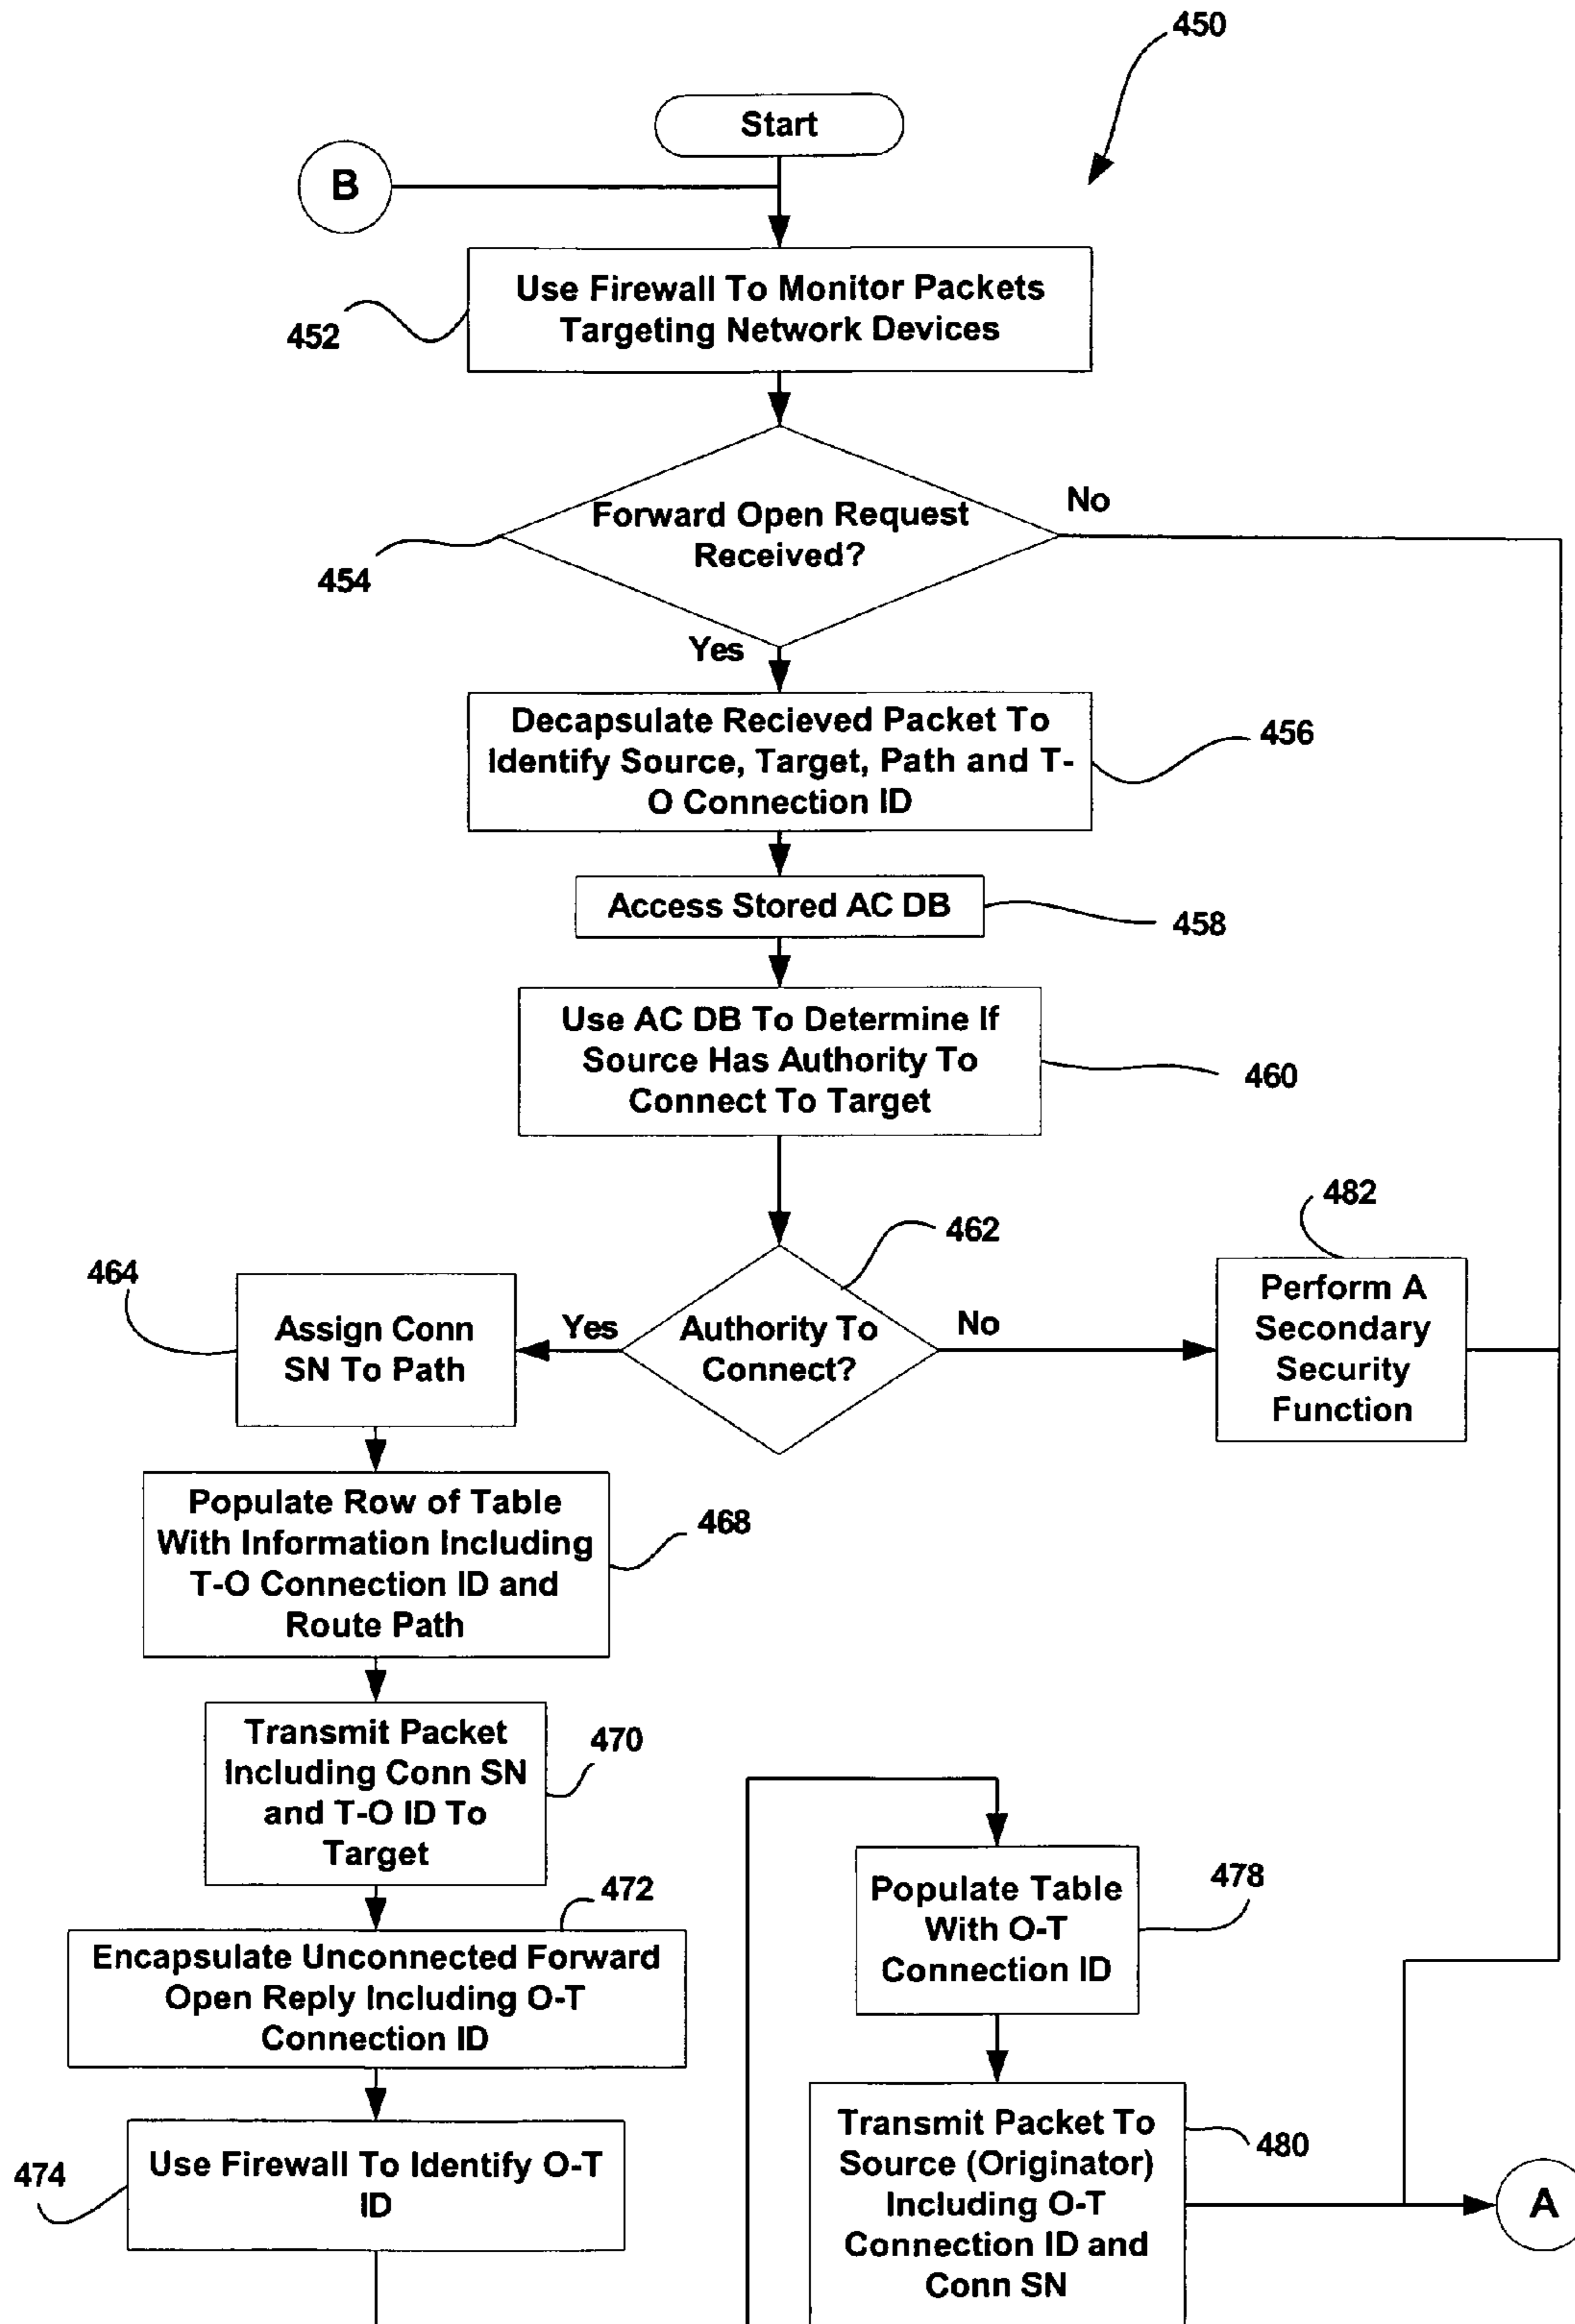 450
Start
B
Use Firewall To Monitor Packets
Targeting Network Devices
452
Forward Open Request
Received?
No
454
Yes
Decapsulate Recieved Packet To
Identify Source, Target, Path and T-
O Connection ID
456
Access Stored AC DB
458
Use AC DB To Determine If
Source Has Authority To
Connect To Target
460
462
482
464
Assign Conn
SN To Path
Yes
Authority To
Connect?
No
Perform A
Secondary
Security
Function
Populate Row of Table
With Information Including
T-O Connection ID and
Route Path
468
Transmit Packet
Including Conn SN
and T-O ID To
Target
470
472
Encapsulate Unconnected Forward
Open Reply Including O-T
Connection ID
Populate Table
With O-T
Connection ID
478
474
Use Firewall To Identify O-T
ID
Transmit Packet To
Source (Originator)
Including O-T
Connection ID and
Conn SN
480
A